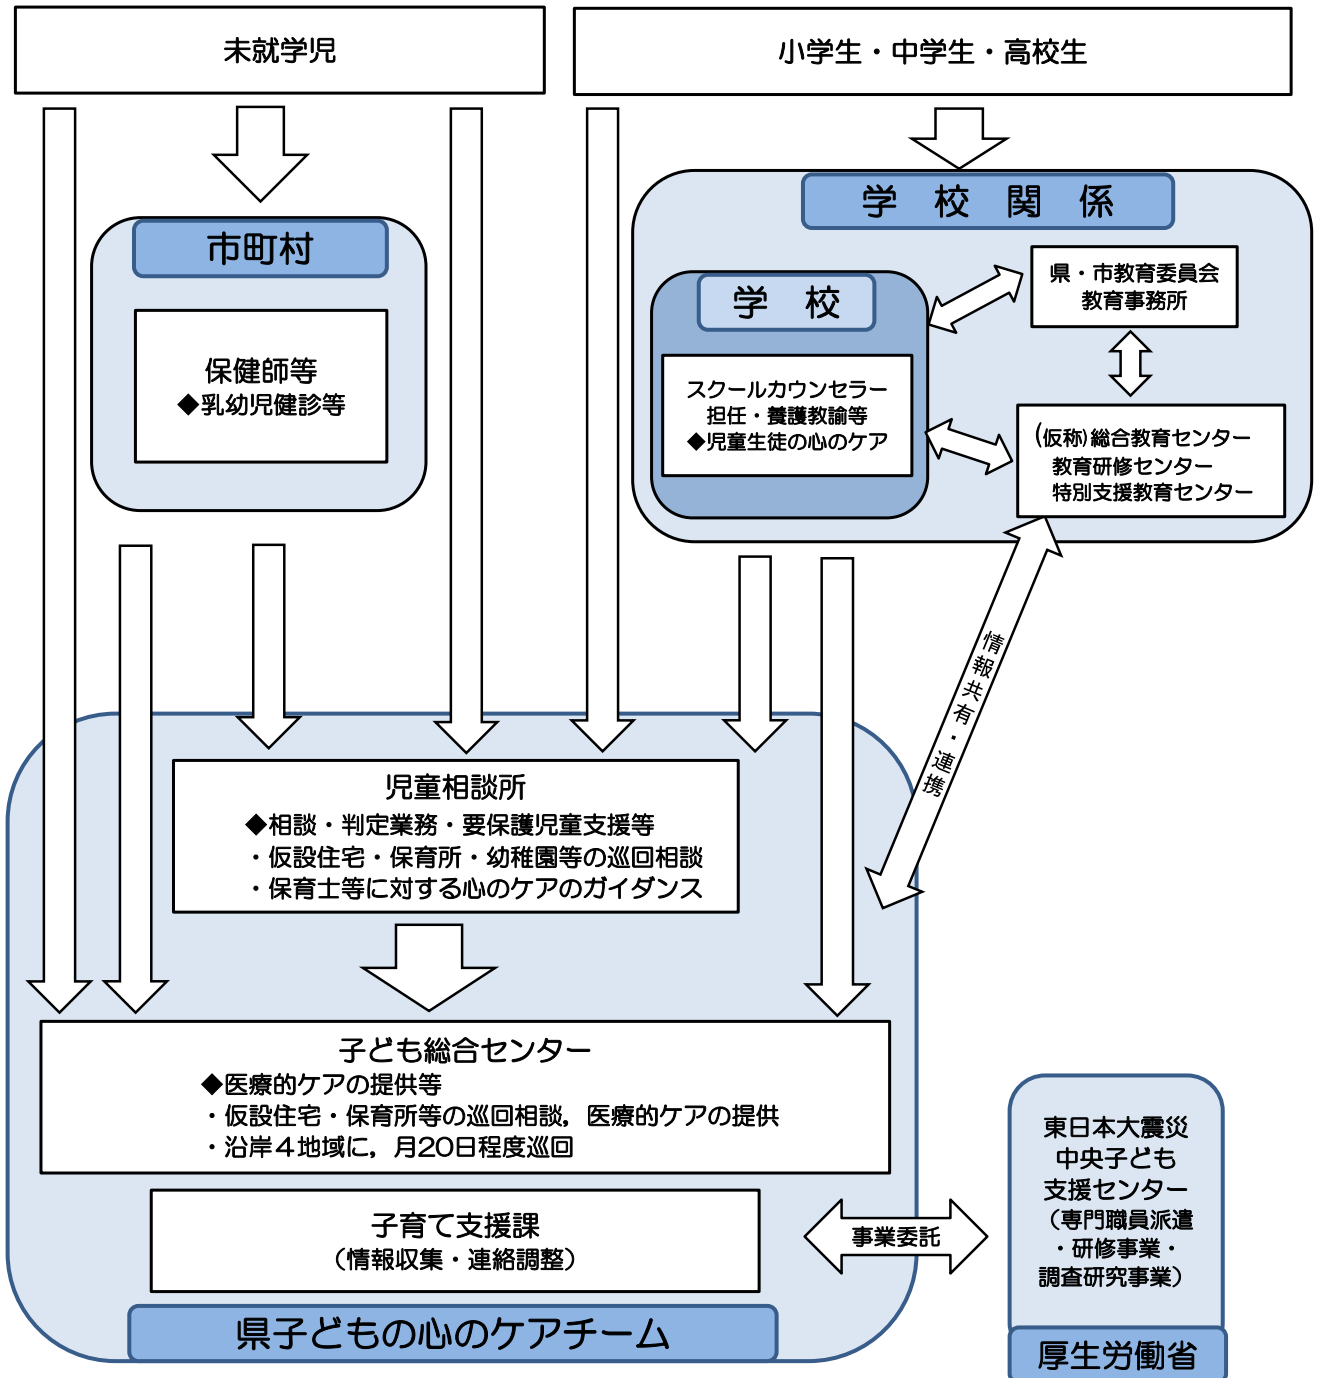 未就学児
小学生・中学生・高校生
学　校　関　係
市町村
県・市教育委員会
教育事務所
学　校
保健師等
◆乳幼児健診等
スクールカウンセラー
担任・養護教諭等
◆児童生徒の心のケア
(仮称)総合教育センター
教育研修センター
特別支援教育センター
情報共有・連携
児童相談所
◆相談・判定業務・要保護児童支援等
・仮設住宅・保育所・幼稚園等の巡回相談
・保育士等に対する心のケアのガイダンス
子ども総合センター
◆医療的ケアの提供等
・仮設住宅・保育所等の巡回相談，医療的ケアの提供
・沿岸４地域に，月20日程度巡回
子育て支援課
（情報収集・連絡調整）
事業委託
県子どもの心のケアチーム
東日本大震災
中央子ども
支援センター
（専門職員派遣
・研修事業・
調査研究事業）
厚生労働省